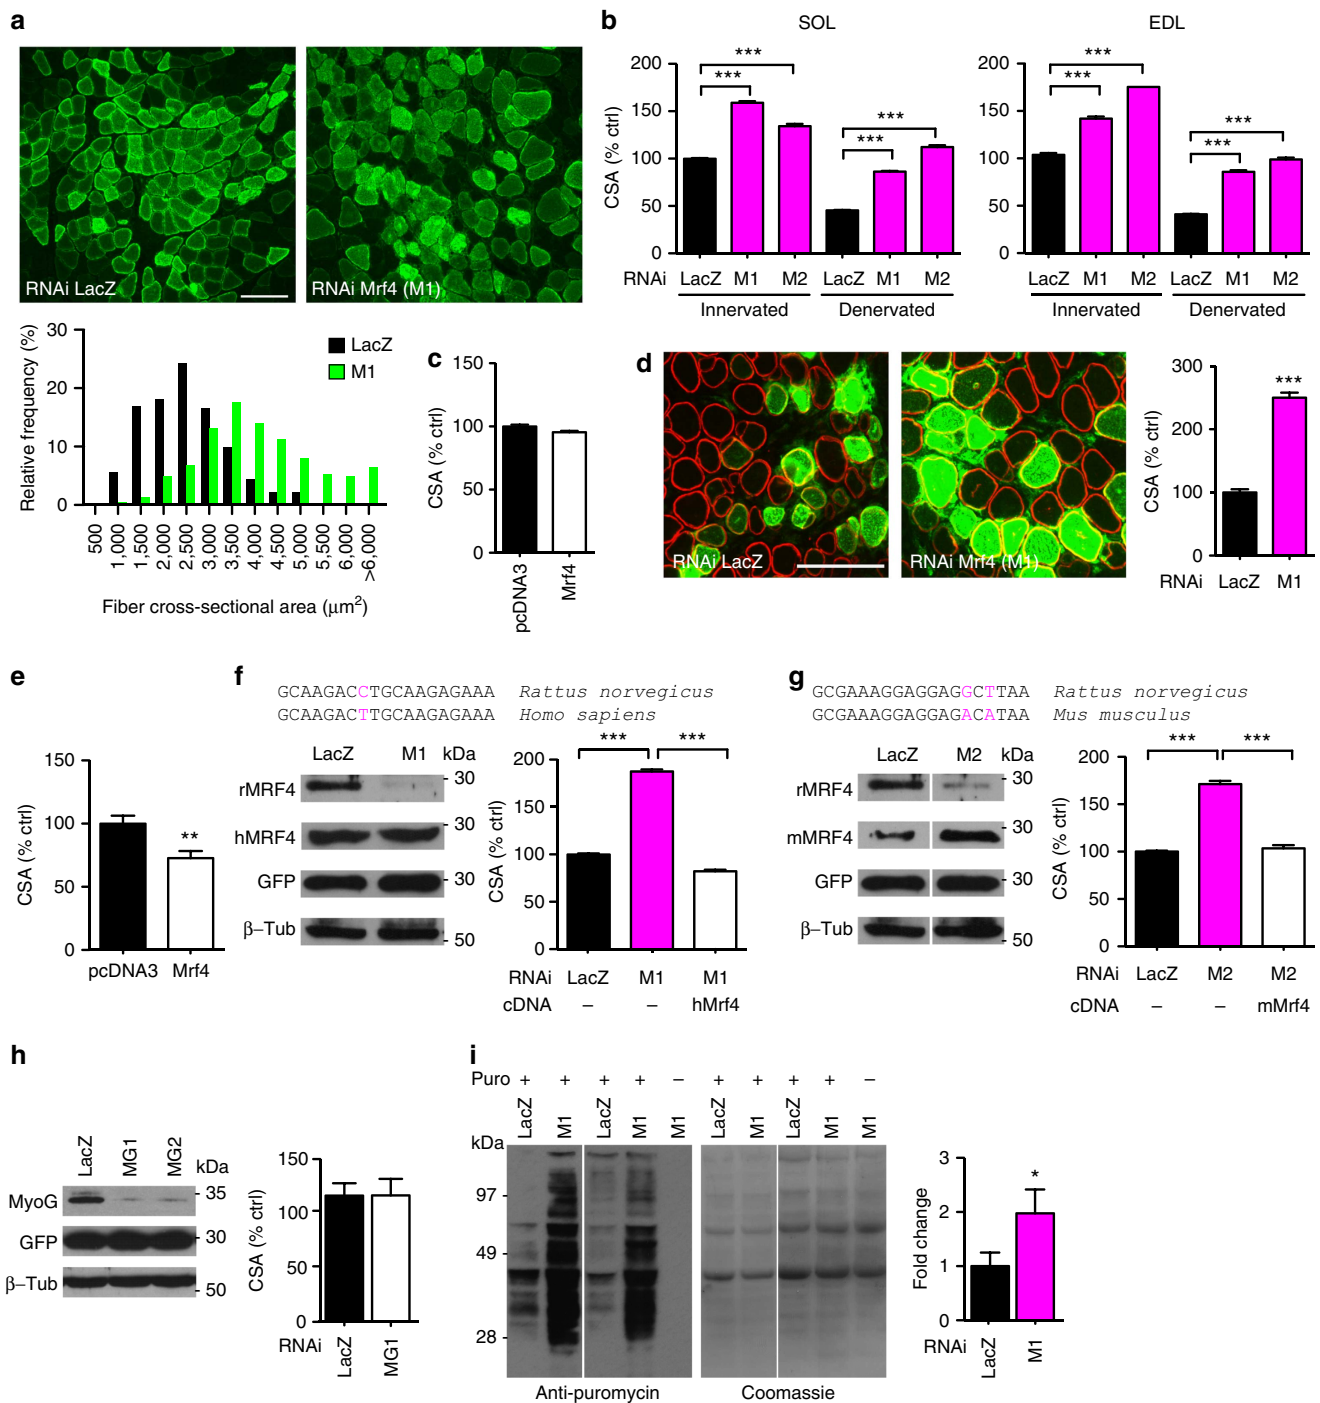 a
RNAi LacZ
RNAi Mrf4 (M1)
Relative frequency (%)
30
20
10
0
LacZ
M1
500
1,000
1,500
2,000
2,500
3,000
3,500
4,000
4,500
5,000
5,500
6,000
>6,000
Fiber cross-sectional area (µm²)
b
SOL
CSA (% ctrl)
200
150
100
50
0
***
***
***
***
RNAi LacZ M1 M2 LacZ M1 M2
Innervated Denervated
EDL
200
150
100
50
0
***
***
***
***
LacZ M1 M2 LacZ M1 M2
Innervated Denervated
c
CSA (% ctrl)
150
100
50
0
pcDNA3
Mrf4
d
RNAi LacZ
RNAi Mrf4 (M1)
CSA (% ctrl)
300
200
100
0
***
RNAi LacZ M1
e
CSA (% ctrl)
150
100
50
0
**
pcDNA3 Mrf4
f
GCAAGACCTGCAAGAGAAA Rattus norvegicus
GCAAGACTTGCAAGAGAAA Homo sapiens
LacZ M1 kDa
rMRF4 - 30
hMRF4 - 30
GFP - 30
β–Tub - 50
CSA (% ctrl)
200
150
100
50
0
*** ***
RNAi LacZ M1 M1
cDNA – – hMrf4
g
GCGAAAGGAGGAGGCTTAA Rattus norvegicus
GCGAAAGGAGGAGACATAA Mus musculus
LacZ M2 kDa
rMRF4 - 30
mMRF4 - 30
GFP - 30
β–Tub - 50
CSA (% ctrl)
200
150
100
50
0
*** ***
RNAi LacZ M2 M2
cDNA – – mMrf4
h
LacZ MG1 MG2 kDa
MyoG - 35
GFP - 30
β–Tub - 50
CSA (% ctrl)
150
100
50
0
RNAi LacZ MG1
i
Puro + + + + – + + + + –
LacZ M1 LacZ M1 M1 LacZ M1 LacZ M1 M1
kDa
97 -
49 -
28 -
Anti-puromycin Coomassie
Fold change
3
2
1
0
*
RNAi LacZ M1